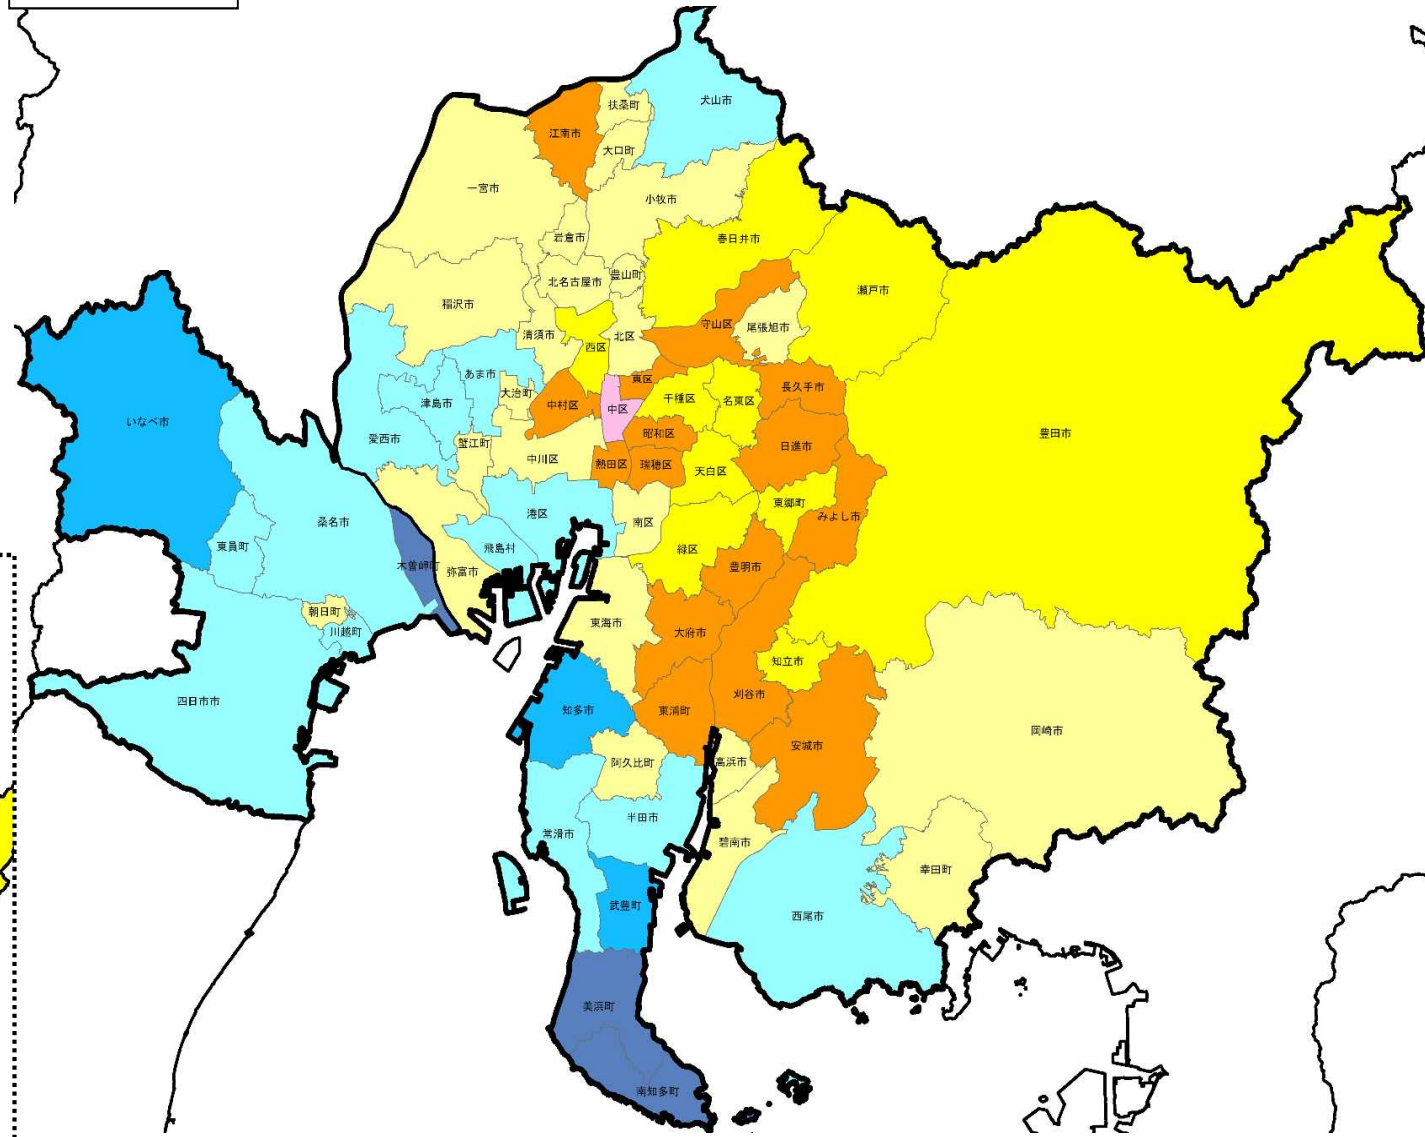 犬山市
扶桑町
江南市
大口町
一宮市
小牧市
岩倉市
春日井市
豊山町
北名古屋市
瀬戸市
稲沢市
守山区
尾張旭市
清須市
北区
西区
あま市
東区
長久手市
大治町
津島市
千種区
名東区
中村区
中区
いなべ市
昭和区
豊田市
愛西市
蟹江町
日進市
中川区
熱田区
瑞穂区
天白区
東郷町
港区
みよし市
桑名市
南区
東員町
飛島村
緑区
木曽岬町
弥富市
豊明市
朝日町
東海市
川越町
大府市
知立市
刈谷市
四日市市
知多市
東浦町
岡崎市
安城市
阿久比町
高浜市
半田市
常滑市
碧南市
幸田町
武豊町
西尾市
美浜町
南知多町